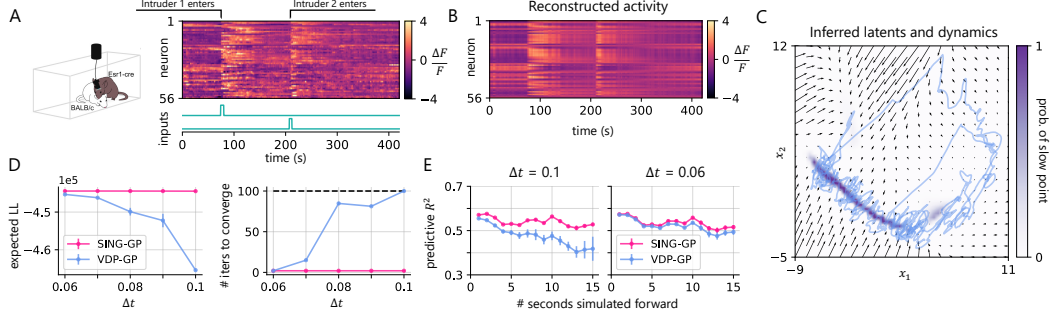 A
Intruder 1 enters
Intruder 2 enters
1
neuron
56
4
ΔF
F
−4
Esr1-cre
BALB/c
inputs
0
100
200
300
400
time (s)
B
Reconstructed activity
1
neuron
56
0
200
400
time (s)
4
ΔF
F
−4
C
Inferred latents and dynamics
12
x2
−5
−9
x1
11
1
prob. of slow point
0
D
1e5
expected LL
−4.5
−4.6
SING-GP
VDP-GP
0.06
0.08
0.1
Δt
# iters to converge
100
50
0
SING-GP
VDP-GP
0.06
0.08
0.1
Δt
E
Δt = 0.1
Δt = 0.06
predictive R²
0.7
0.5
0.3
0
5
10
15
0
5
10
15
SING-GP
VDP-GP
# seconds simulated forward